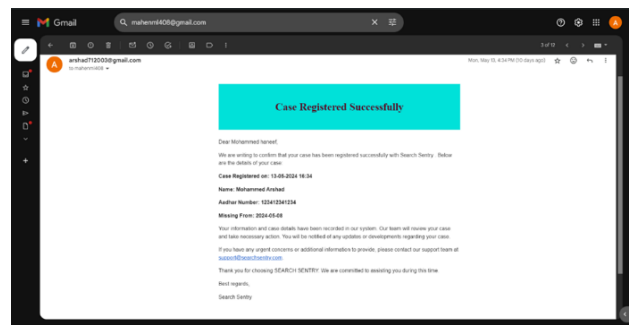 Gmail
mahenml408@gmail.com
3 of 13
arshad712003@gmail.com
to mahenml408
Mon, May 13, 4:34 PM (10 days ago)
Case Registered Successfully
Dear Mohammed haneef,
We are writing to confirm that your case has been registered successfully with Search Sentry . Below
are the details of your case:
Case Registered on: 13-05-2024 16:34
Name: Mohammed Arshad
Aadhar Number: 123412341234
Missing From: 2024-05-08
Your information and case details have been recorded in our system. Our team will review your case
and take necessary action. You will be notified of any updates or developments regarding your case.
If you have any urgent concerns or additional information to provide, please contact our support team at
support@searchsentry.com.
Thank you for choosing SEARCH SENTRY. We are committed to assisting you during this time.
Best regards,
Search Sentry